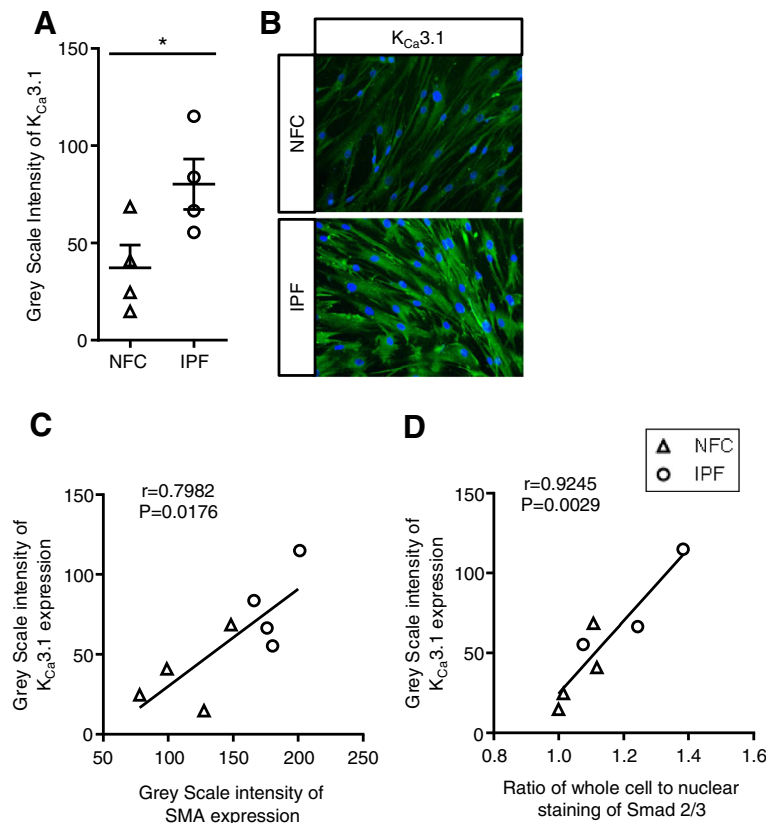 A
Grey Scale Intensity of K_Ca3.1
150
100
50
0
*
NFC
IPF
B
K_Ca3.1
NFC
IPF
C
Grey Scale intensity of
K_Ca3.1 expression
r=0.7982
P=0.0176
150
100
50
0
50 100 150 200 250
Grey Scale intensity of
SMA expression
D
NFC
IPF
Grey Scale intensity of
K_Ca3.1 expression
r=0.9245
P=0.0029
150
100
50
0
0.8 1.0 1.2 1.4 1.6
Ratio of whole cell to nuclear
staining of Smad 2/3